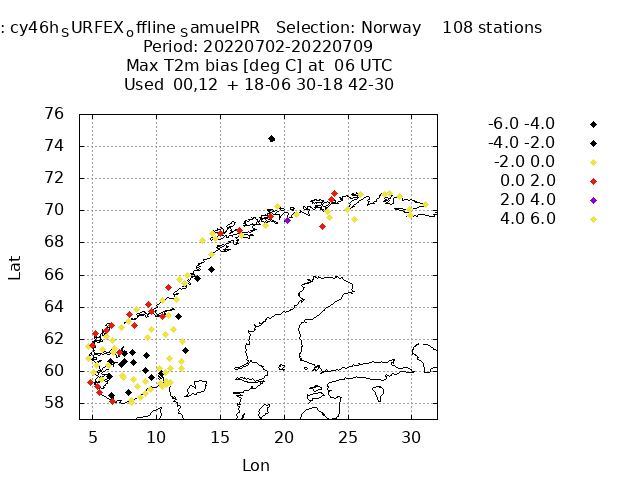 : cy46hSURFEXoffline SamuelPR   Selection: Norway    108 stations
Period: 20220702-20220709
Max T2m bias [deg C] at  06 UTC
Used  00,12  + 18-06 30-18 42-30
76
74
72
70
68
66
64
62
60
58
Lat
5 10 15 20 25 30
Lon
-6.0 -4.0
-4.0 -2.0
-2.0 0.0
0.0 2.0
2.0 4.0
4.0 6.0